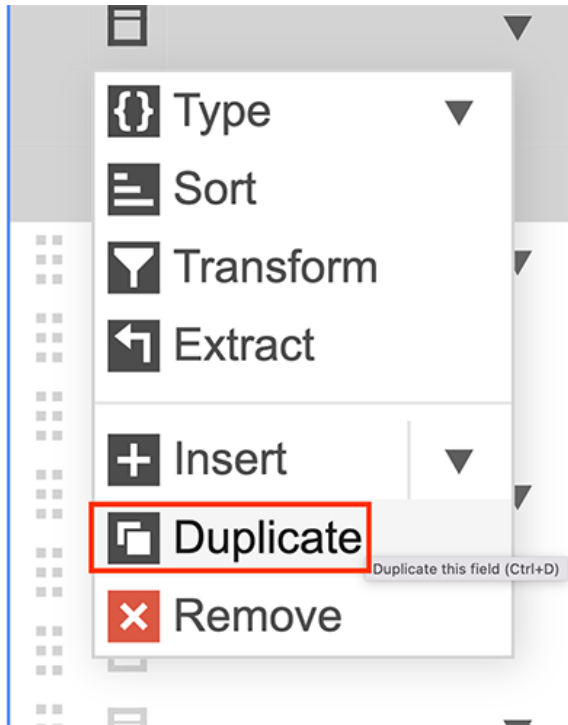 Type
Sort
Transform
Extract
Insert
Duplicate
Duplicate this field (Ctrl+D)
Remove